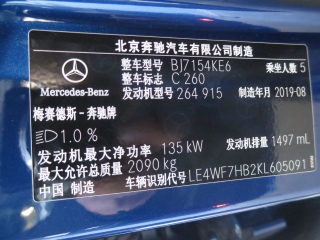 北京奔驰汽车有限公司制造
整车型号 BJ7154KE6 乘坐人数 5
整车标志 C 260
Mercedes-Benz 发动机型号 264 915 制造年月 2019-08
梅赛德斯-奔驰牌
1.0 %
发动机最大净功率 135 kW 发动机排量 1497 mL
最大允许总质量 2090 kg
中国 制造 车辆识别代号 LE4WF7HB2KL605091